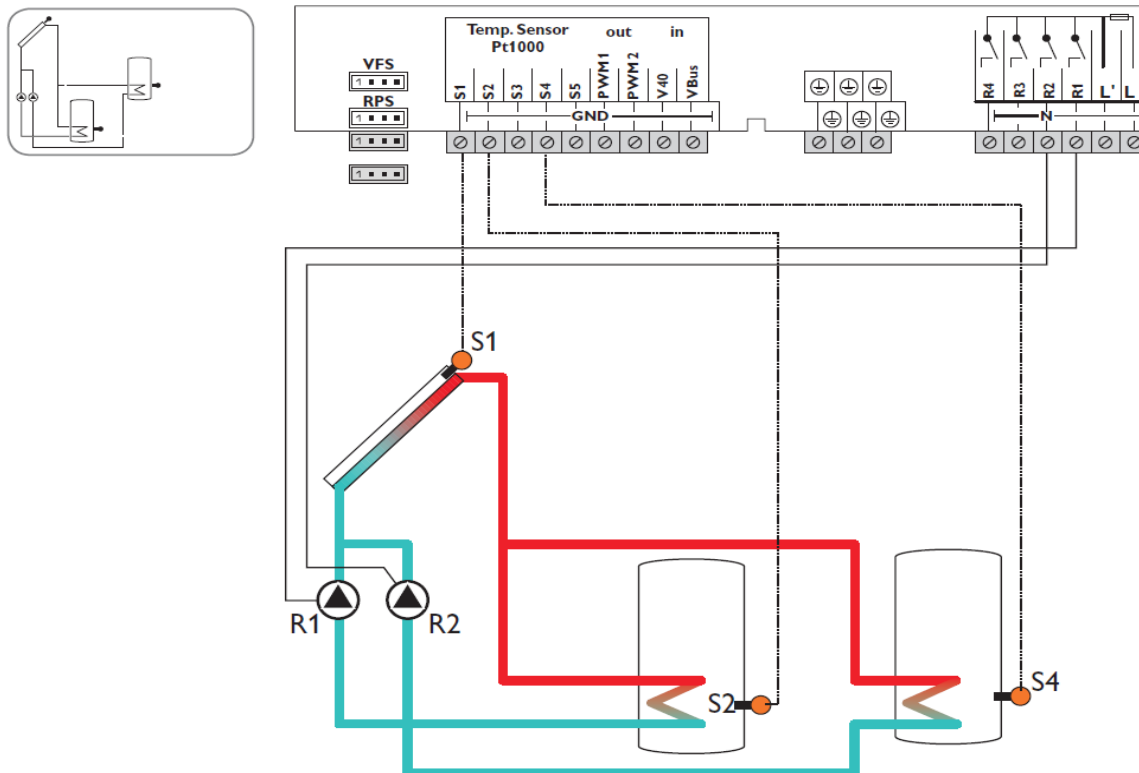 Temp. Sensor out in
Pt1000
VFS
1
RPS
1
1
1
S1 S2 S3 S4 S5 PWM1 PWM2 V40 VBus
GND
R4 R3 R2 R1 L' L
N
S1
R1
R2
S2
S4